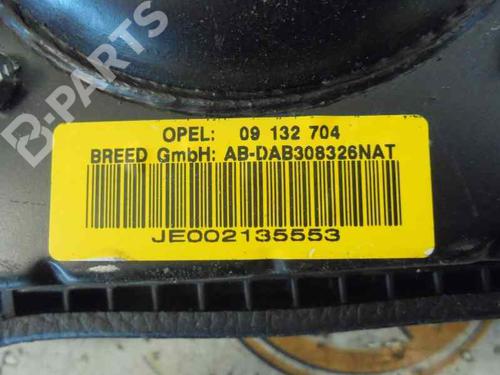 B-PARTS
OPEL: 09 132 704
BREED GmbH: AB-DAB308326NAT
JE002135553